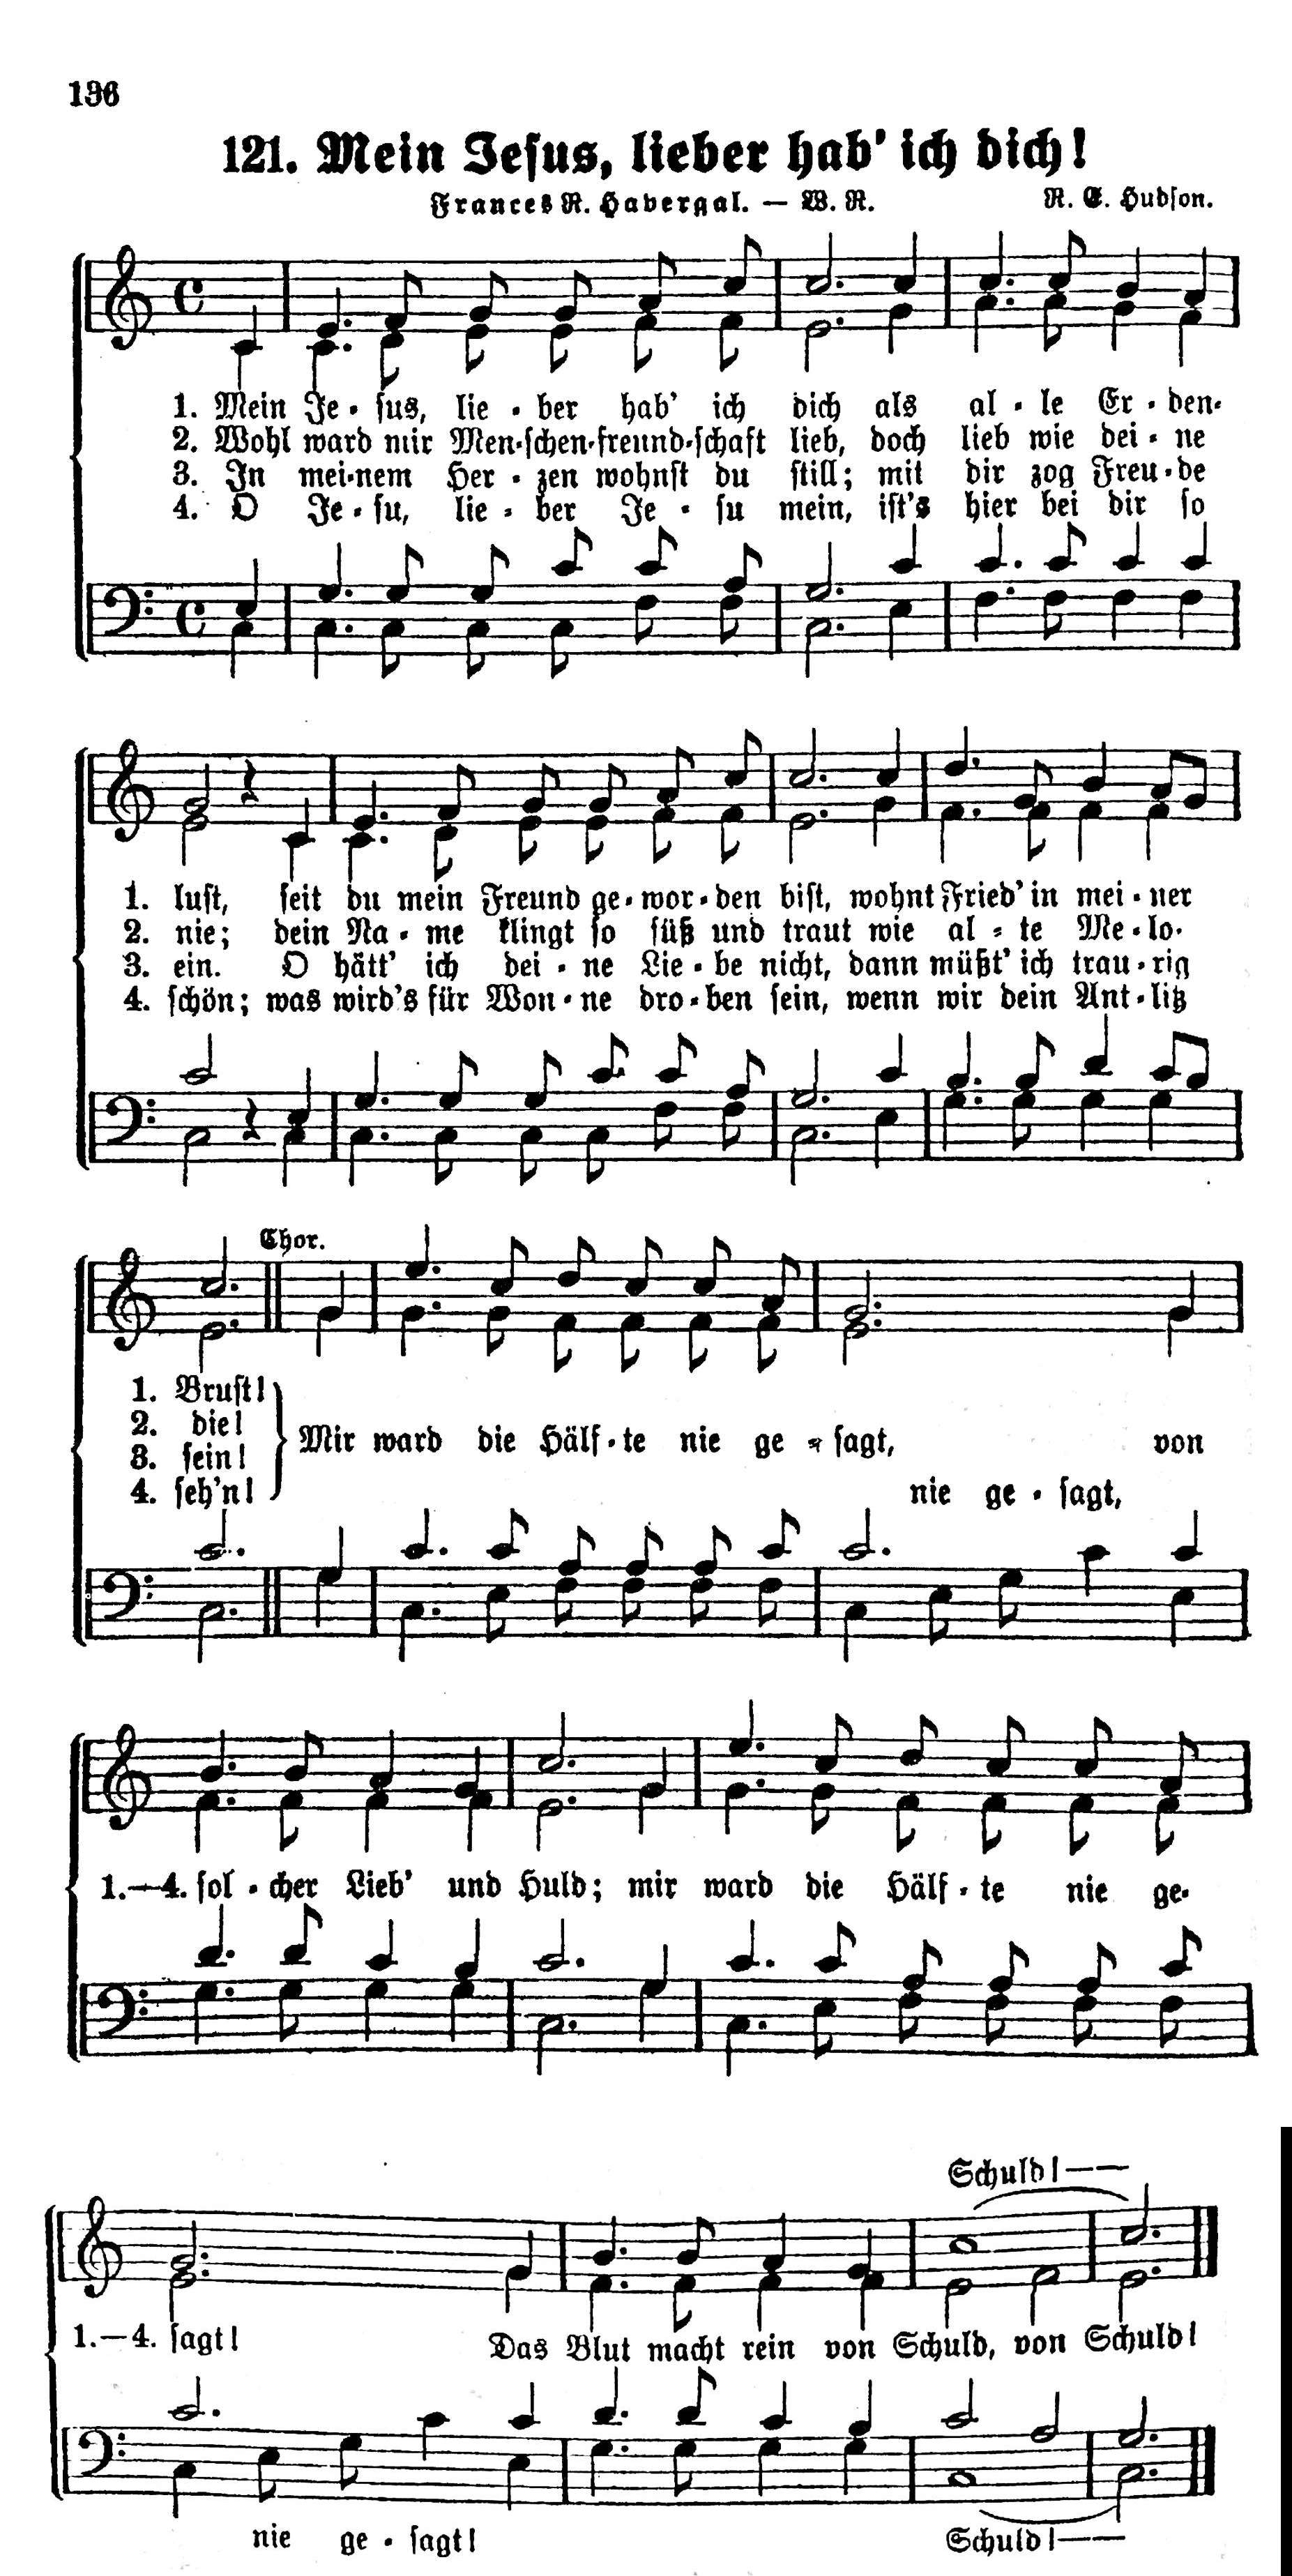 136
121. Mein Jesus, lieber hab' ich dich!
Frances R. Havergal. — W. R. R. E. Hudson.
1. Mein Je-sus, lie-ber hab' ich dich als al-le Er-den-
2. Wohl ward mir Men-schen-freund-schaft lieb, doch lieb wie dei-ne
3. In mei-nem Her-zen wohnst du still; mit dir zog Freu-de
4. O Je-su, lie-ber Je-su mein, ist's hier bei dir so
1. lust, seit du mein Freund ge-wor-den bist, wohnt Fried' in mei-ner
2. nie; dein Na-me klingt so süß und traut wie al-te Me-lo-
3. ein. O hätt' ich dei-ne Lie-be nicht, dann müßt' ich trau-rig
4. schön; was wird's für Won-ne dro-ben sein, wenn wir dein Ant-litz
Chor.
1. Brust!
2. die!
3. sein!
4. seh'n!
Mir ward die Hälf-te nie ge-sagt, von
nie ge-sagt,
1.—4. sol-cher Lieb' und Huld; mir ward die Hälf-te nie ge-
Schuld!——
1.—4. sagt! Das Blut macht rein von Schuld, von Schuld!
nie ge-sagt! Schuld!——